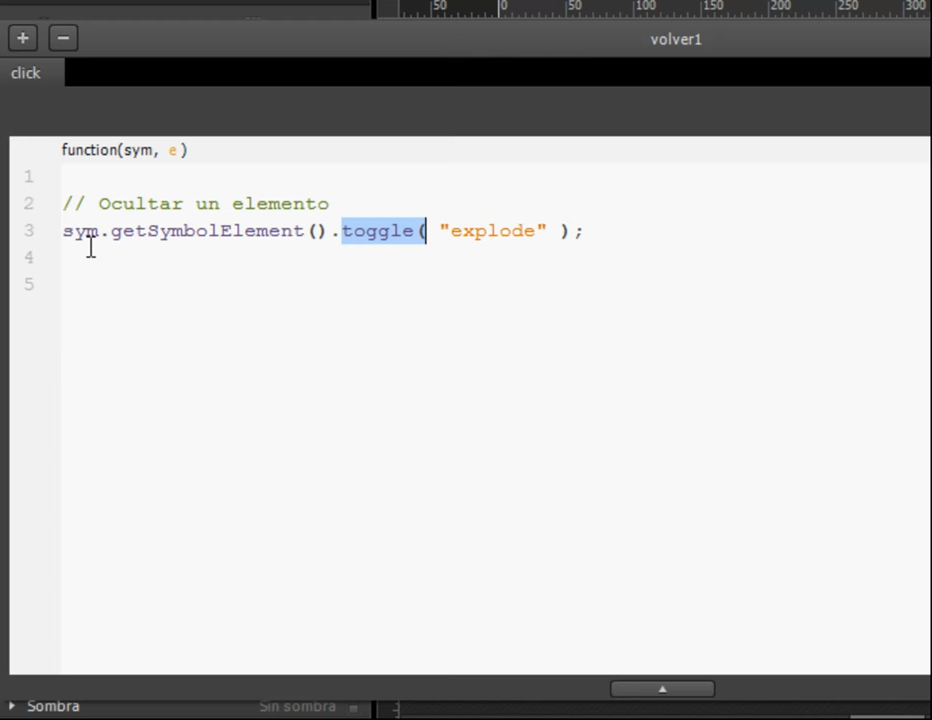 50 0 50 100 150 200 250 300
+ − volver1
click
function(sym, e)
1
2 // Ocultar un elemento
3 sym.getSymbolElement().toggle( "explode" );
4
5
Sombra Sin sombra